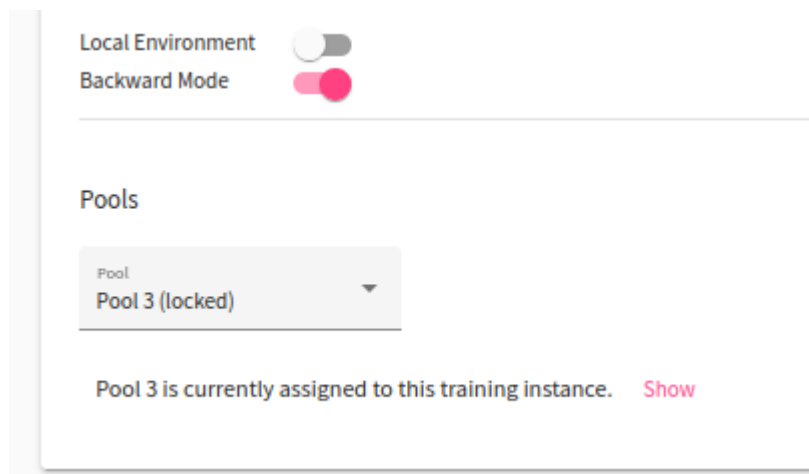 Local Environment
Backward Mode
Pools
Pool
Pool 3 (locked)
Pool 3 is currently assigned to this training instance. Show